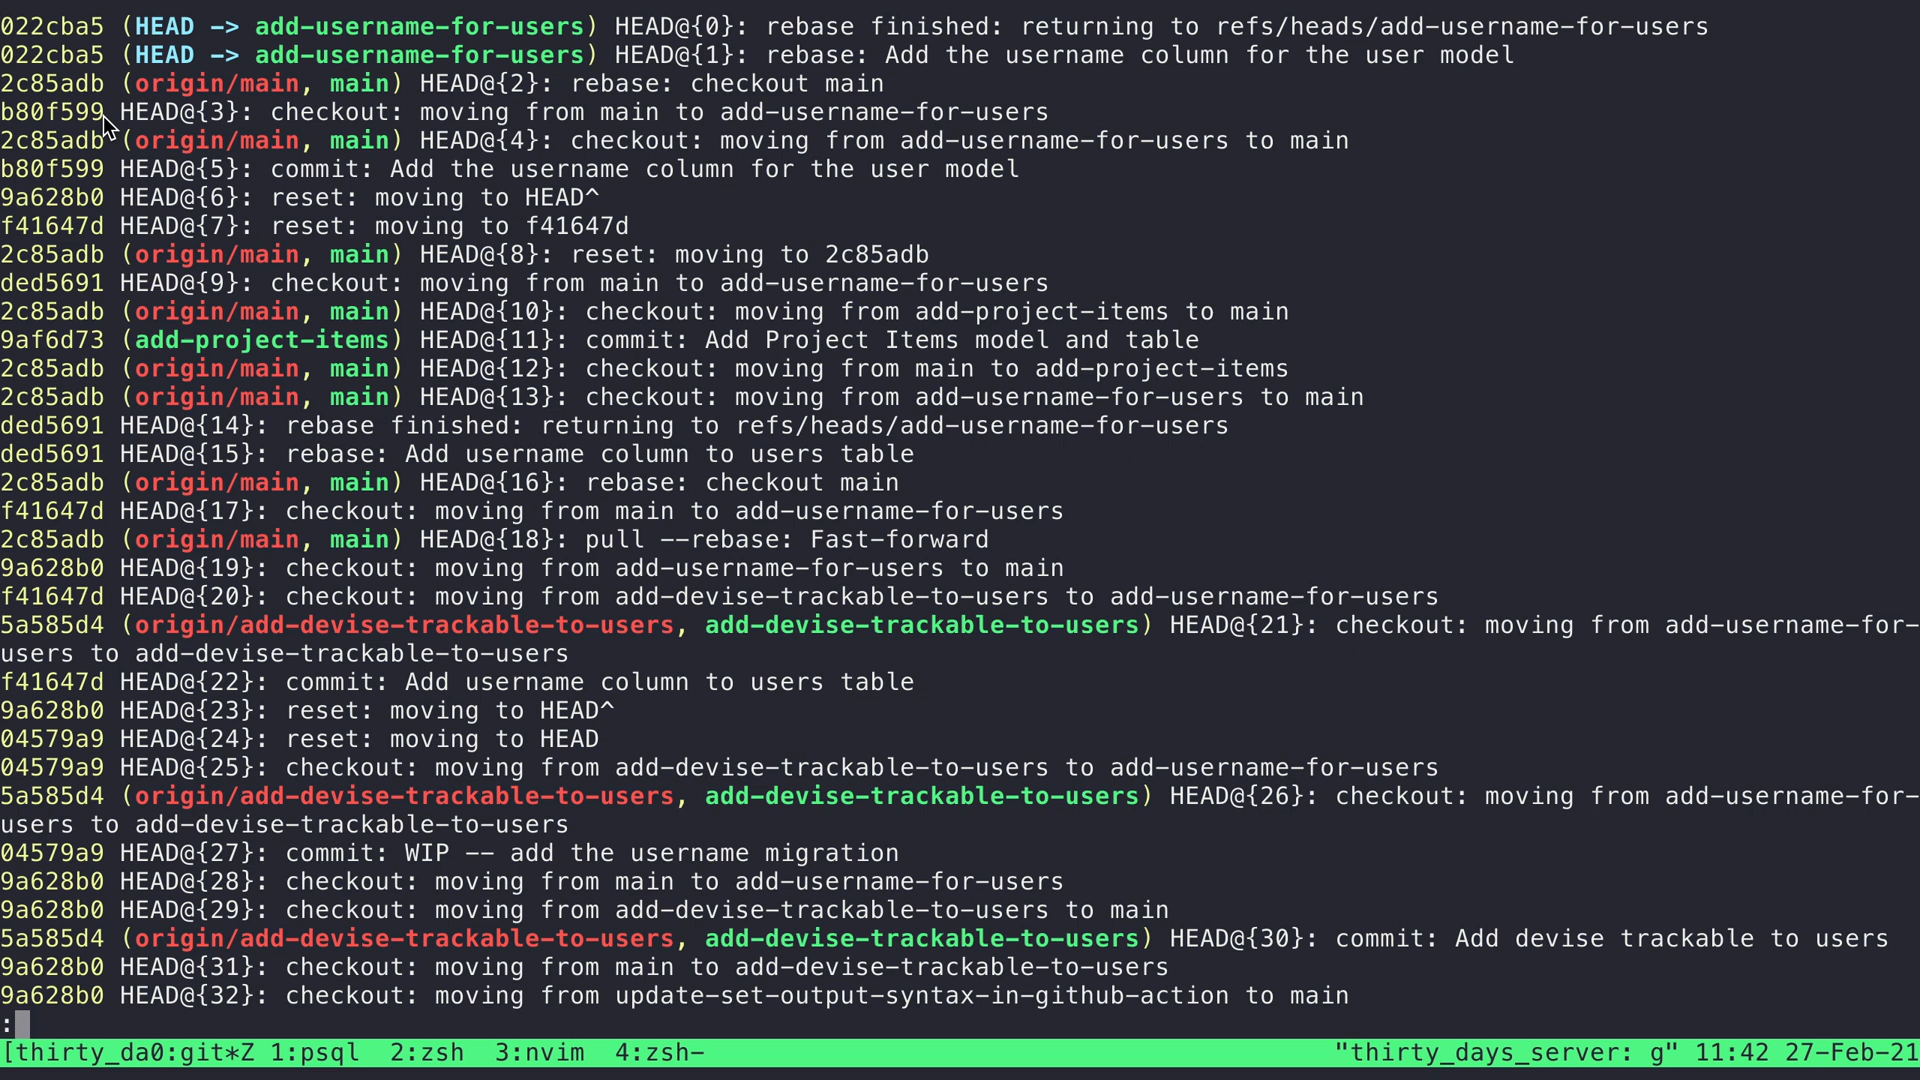 022cba5 (HEAD -> add-username-for-users) HEAD@{0}: rebase finished: returning to refs/heads/add-username-for-users
022cba5 (HEAD -> add-username-for-users) HEAD@{1}: rebase: Add the username column for the user model
2c85adb (origin/main, main) HEAD@{2}: rebase: checkout main
b80f599 HEAD@{3}: checkout: moving from main to add-username-for-users
2c85adb (origin/main, main) HEAD@{4}: checkout: moving from add-username-for-users to main
b80f599 HEAD@{5}: commit: Add the username column for the user model
9a628b0 HEAD@{6}: reset: moving to HEAD^
f41647d HEAD@{7}: reset: moving to f41647d
2c85adb (origin/main, main) HEAD@{8}: reset: moving to 2c85adb
ded5691 HEAD@{9}: checkout: moving from main to add-username-for-users
2c85adb (origin/main, main) HEAD@{10}: checkout: moving from add-project-items to main
9af6d73 (add-project-items) HEAD@{11}: commit: Add Project Items model and table
2c85adb (origin/main, main) HEAD@{12}: checkout: moving from main to add-project-items
2c85adb (origin/main, main) HEAD@{13}: checkout: moving from add-username-for-users to main
ded5691 HEAD@{14}: rebase finished: returning to refs/heads/add-username-for-users
ded5691 HEAD@{15}: rebase: Add username column to users table
2c85adb (origin/main, main) HEAD@{16}: rebase: checkout main
f41647d HEAD@{17}: checkout: moving from main to add-username-for-users
2c85adb (origin/main, main) HEAD@{18}: pull --rebase: Fast-forward
9a628b0 HEAD@{19}: checkout: moving from add-username-for-users to main
f41647d HEAD@{20}: checkout: moving from add-devise-trackable-to-users to add-username-for-users
5a585d4 (origin/add-devise-trackable-to-users, add-devise-trackable-to-users) HEAD@{21}: checkout: moving from add-username-for-
users to add-devise-trackable-to-users
f41647d HEAD@{22}: commit: Add username column to users table
9a628b0 HEAD@{23}: reset: moving to HEAD^
04579a9 HEAD@{24}: reset: moving to HEAD
04579a9 HEAD@{25}: checkout: moving from add-devise-trackable-to-users to add-username-for-users
5a585d4 (origin/add-devise-trackable-to-users, add-devise-trackable-to-users) HEAD@{26}: checkout: moving from add-username-for-
users to add-devise-trackable-to-users
04579a9 HEAD@{27}: commit: WIP -- add the username migration
9a628b0 HEAD@{28}: checkout: moving from main to add-username-for-users
9a628b0 HEAD@{29}: checkout: moving from add-devise-trackable-to-users to main
5a585d4 (origin/add-devise-trackable-to-users, add-devise-trackable-to-users) HEAD@{30}: commit: Add devise trackable to users
9a628b0 HEAD@{31}: checkout: moving from main to add-devise-trackable-to-users
9a628b0 HEAD@{32}: checkout: moving from update-set-output-syntax-in-github-action to main
:
[thirty_da0:git*Z 1:psql  2:zsh  3:nvim  4:zsh- "thirty_days_server: g" 11:42 27-Feb-21